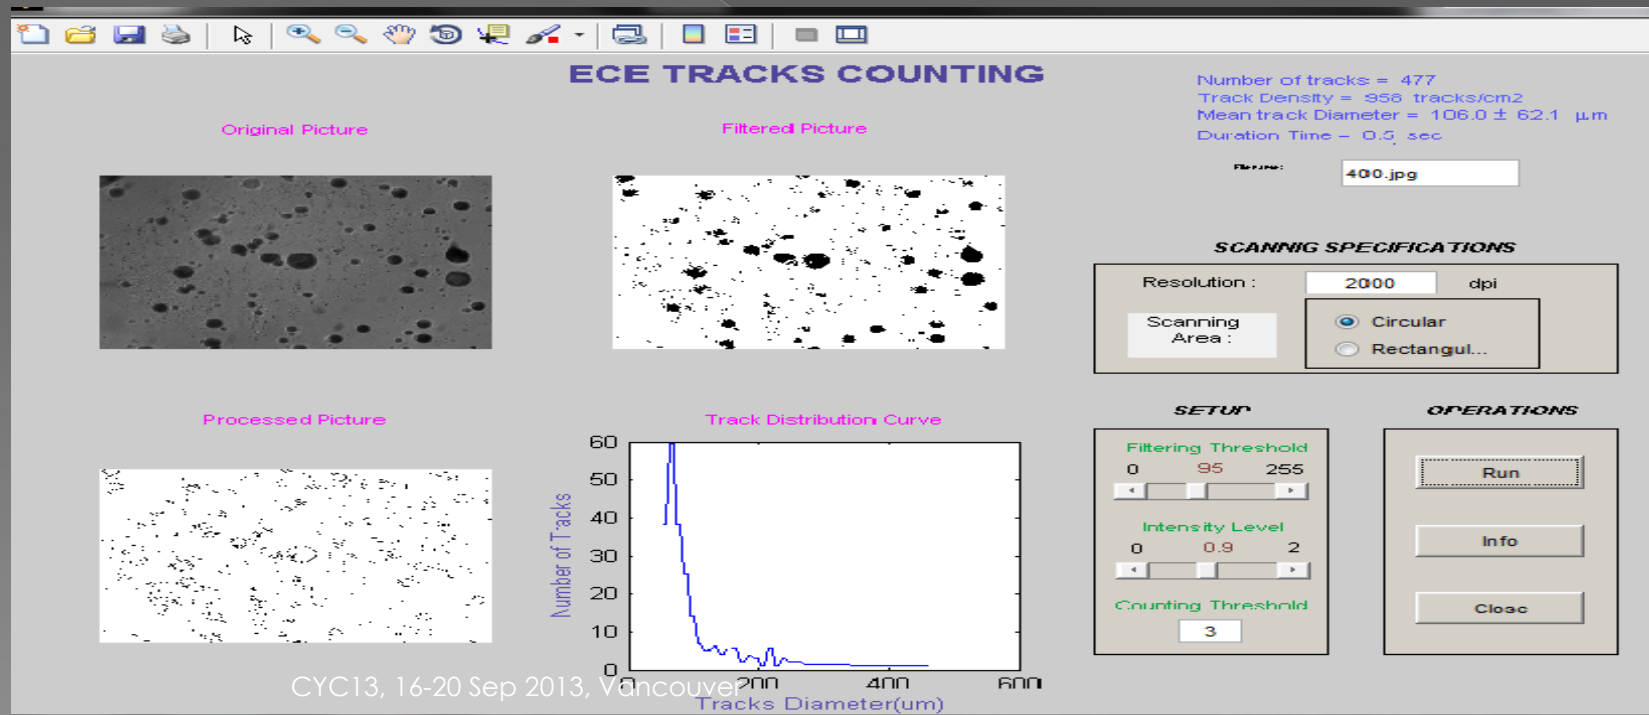 ECE TRACKS COUNTING
Number of tracks = 477
Track Density = 958 tracks/cm2
Mean track Diameter = 106.0 ± 62.1 μm
Duration Time = 0.5 sec
Original Picture
Filtered Picture
400.jpg
SCANNIG SPECIFICATIONS
Resolution :
2000
dpi
Scanning
Area :
Circular
Rectangul...
Processed Picture
Track Distribution Curve
60
50
40
30
20
10
0
Number of Tracks
0
200
400
600
Tracks Diameter(um)
SETUP
Filtering Threshold
0
95
255
Intensity Level
0
0.9
2
Counting Threshold
3
OPERATIONS
Run
Info
Close
CYC13, 16-20 Sep 2013, Vancouver